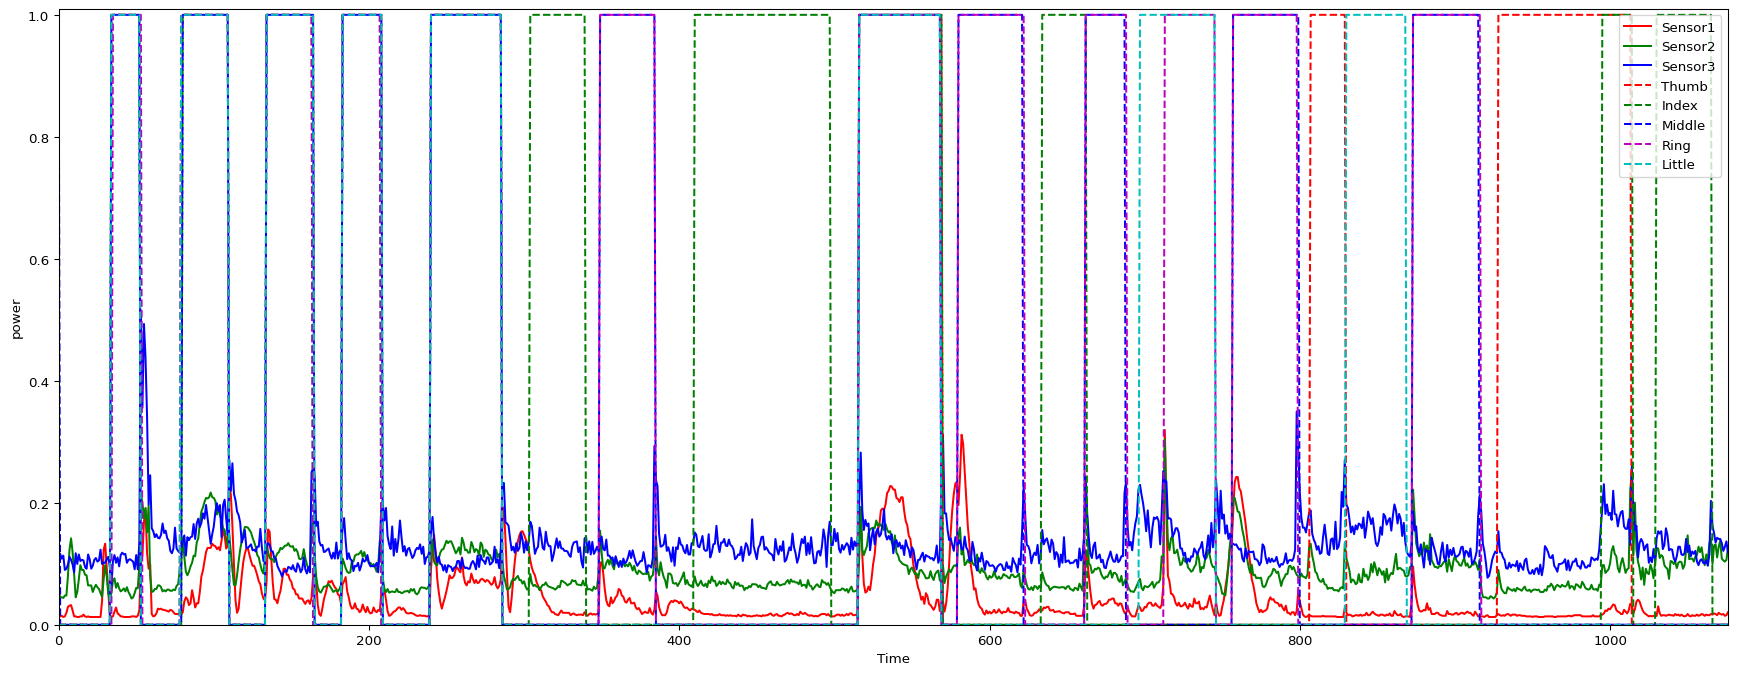 1.0
0.8
0.6
0.4
0.2
0.0
power
0
200
400
600
800
1000
Time
Sensor1
Sensor2
Sensor3
Thumb
Index
Middle
Ring
Little